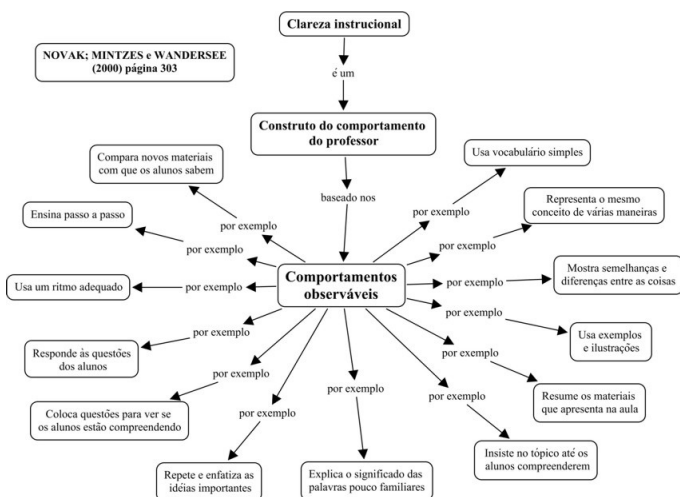 Clareza instrucional
NOVAK; MINTZES e WANDERSEE
(2000) página 303
é um
Construto do comportamento
do professor
baseado nos
Comportamentos
observáveis
por exemplo
Compara novos materiais
com que os alunos sabem
por exemplo
Ensina passo a passo
por exemplo
Usa um ritmo adequado
por exemplo
Responde às questões
dos alunos
por exemplo
Coloca questões para ver se
os alunos estão compreendendo
por exemplo
Repete e enfatiza as
idéias importantes
por exemplo
Explica o significado das
palavras pouco familiares
por exemplo
Insiste no tópico até os
alunos compreenderem
por exemplo
Resume os materiais
que apresenta na aula
por exemplo
Usa exemplos
e ilustrações
por exemplo
Mostra semelhanças e
diferenças entre as coisas
por exemplo
Representa o mesmo
conceito de várias maneiras
por exemplo
Usa vocabulário simples